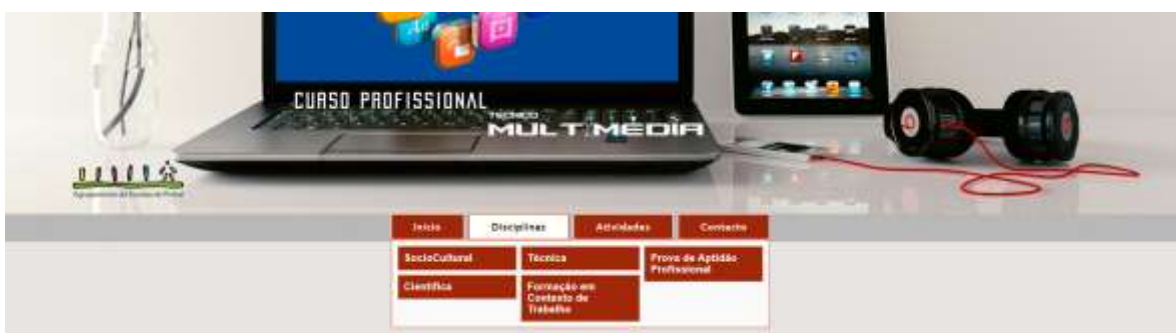 CURSO PROFISSIONAL
TÉCNICO
MULTIMÉDIA
Início
Disciplinas
Atividades
Contacto
SocioCultural
Técnica
Prova de Aptidão
Profissional
Científica
Formação em
Contexto de
Trabalho